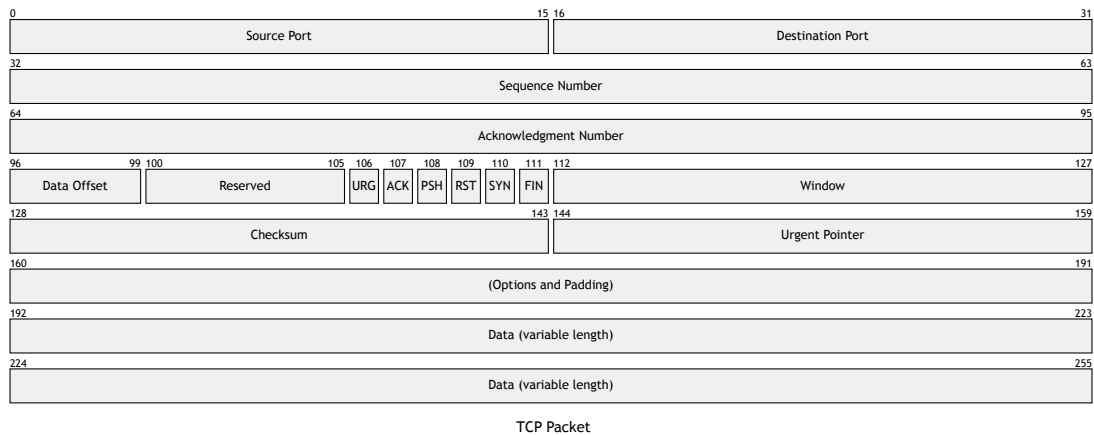 0 15 16 31
Source Port Destination Port
32 63
Sequence Number
64 95
Acknowledgment Number
96 99 100 105 106 107 108 109 110 111 112 127
Data Offset Reserved URG ACK PSH RST SYN FIN Window
128 143 144 159
Checksum Urgent Pointer
160 191
(Options and Padding)
192 223
Data (variable length)
224 255
Data (variable length)
TCP Packet